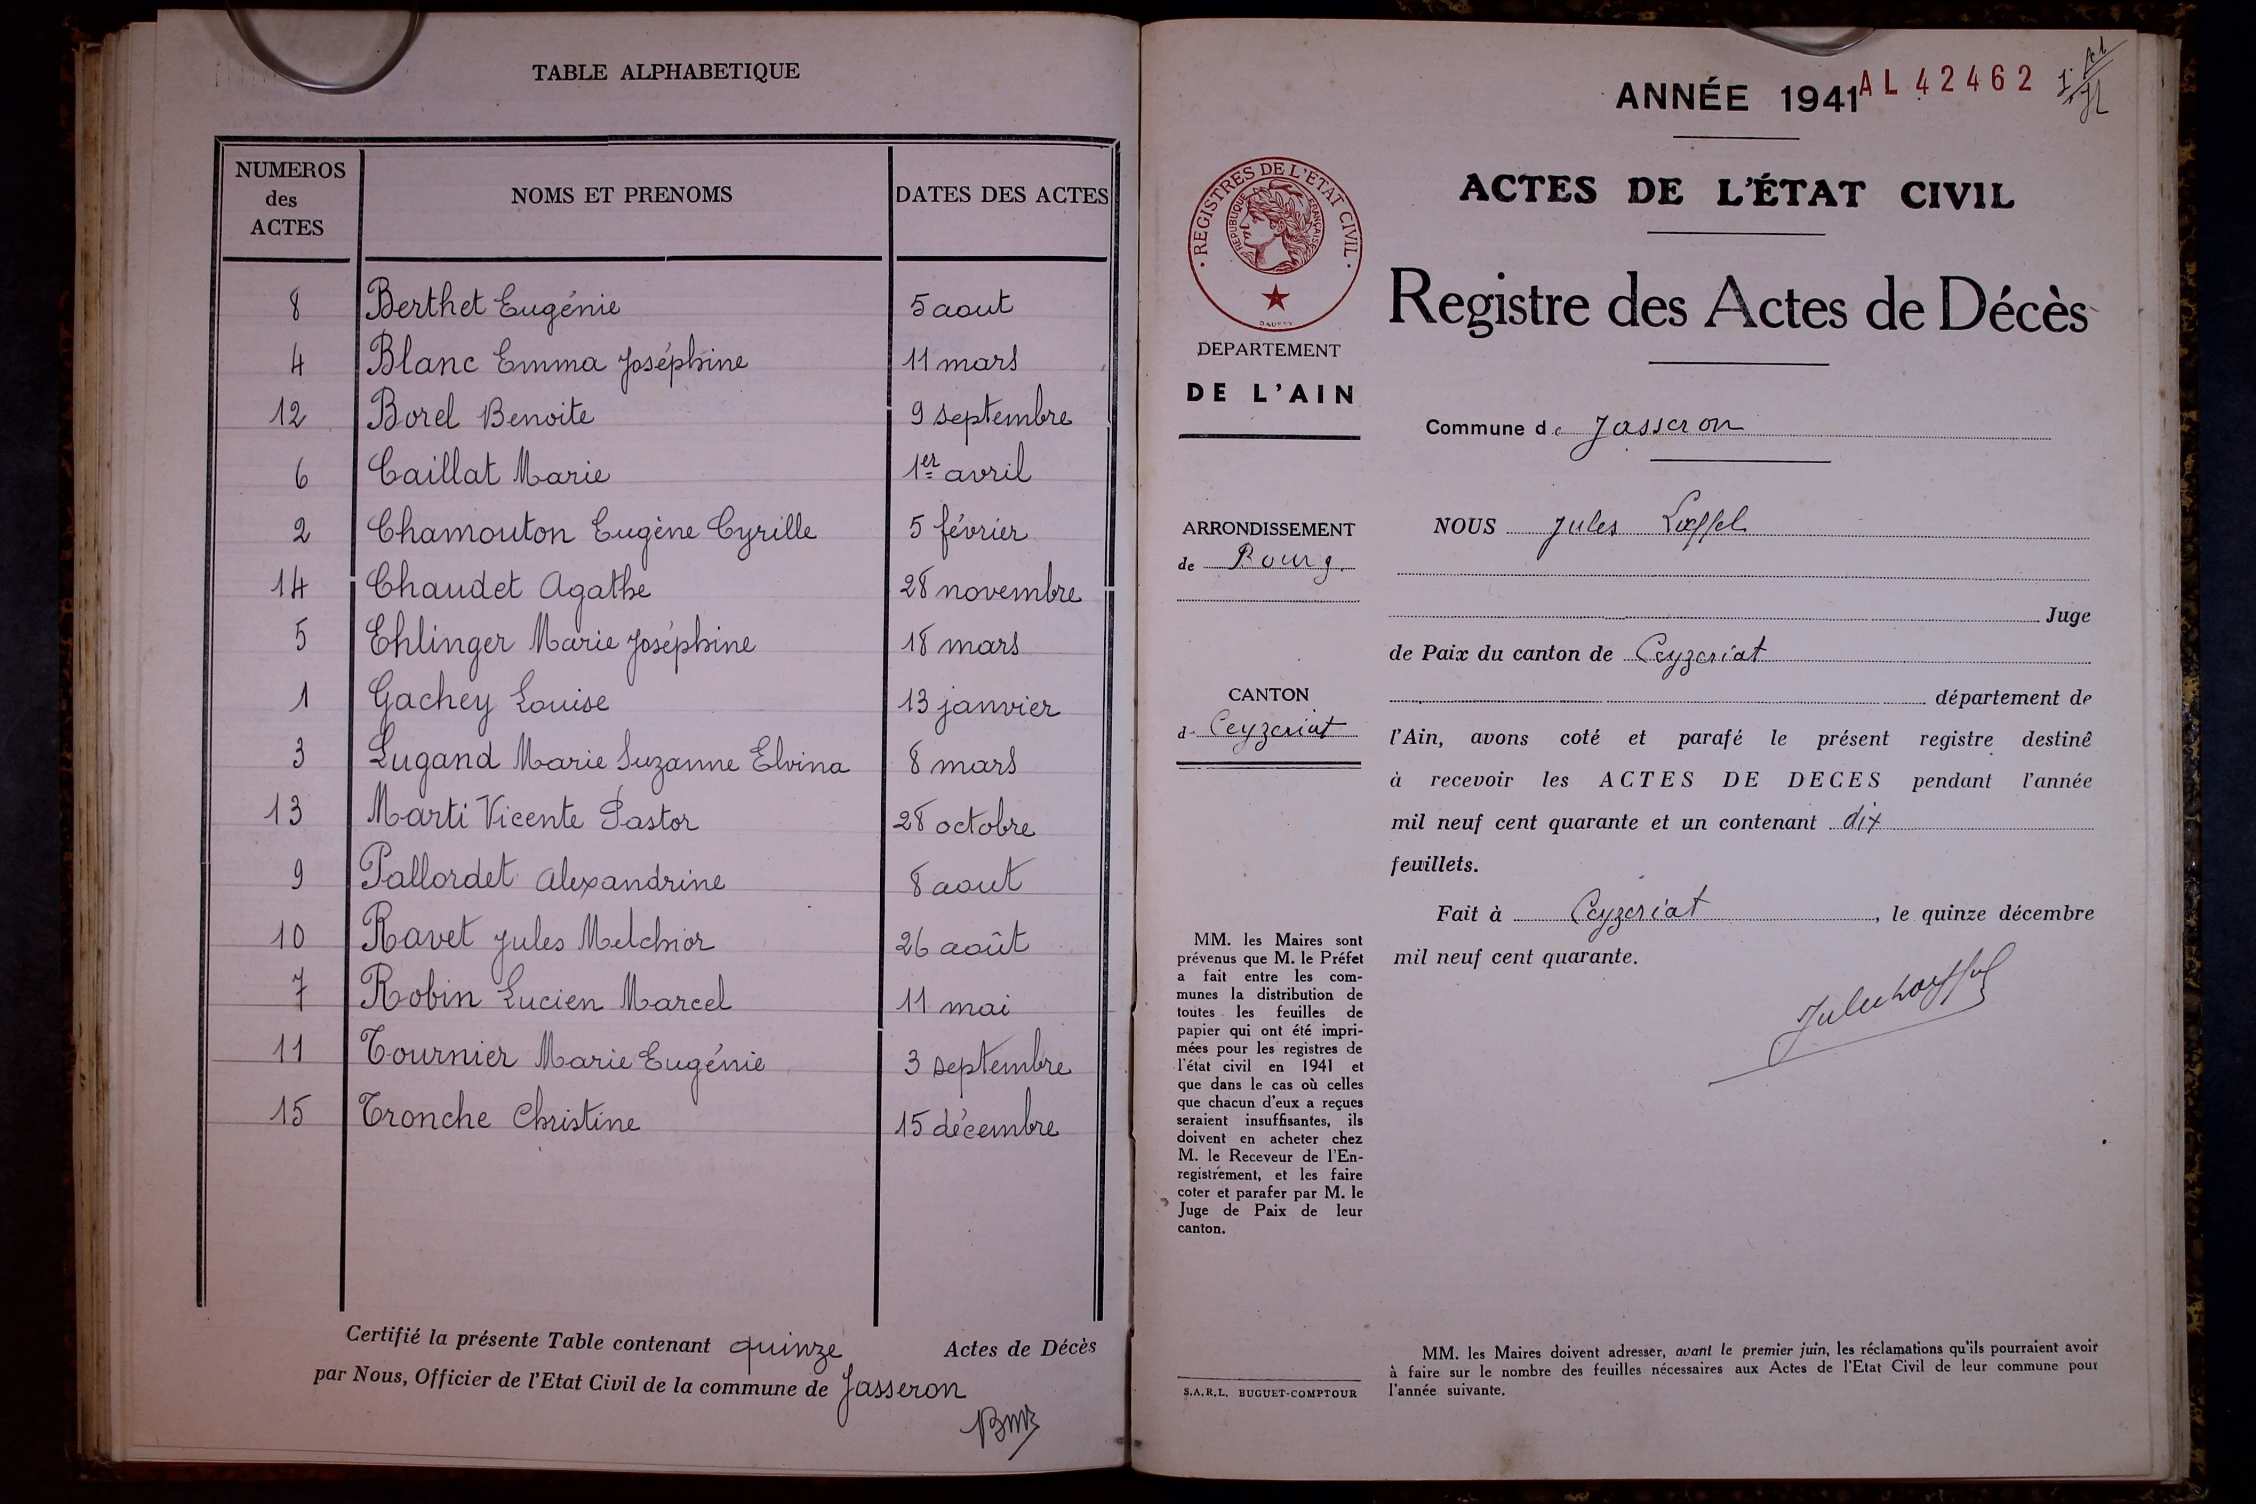 TABLE ALPHABETIQUE
NUMEROS
des
ACTES
NOMS ET PRENOMS
DATES DES ACTES
8 Berthet Eugénie 5 aout
4 Blanc Emma Joséphine 11 mars
12 Borel Benoite 9 septembre
6 Caillat Marie 1er avril
2 Chamouton Eugène Cyrille 5 février
14 Chaudet Agathe 28 novembre
5 Ehlinger Marie Joséphine 18 mars
1 Gachey Louise 13 janvier
3 Lugand Marie Suzanne Elvina 8 mars
13 Marti Vicente Pastor 28 octobre
9 Pallordet Alexandrine 8 aout
10 Ravet Jules Melchior 26 août
7 Robin Lucien Marcel 11 mai
11 Tournier Marie Eugénie 3 septembre
15 Tronche Christine 15 décembre
Certifié la présente Table contenant quinze Actes de Décès
par Nous, Officier de l'Etat Civil de la commune de Jasseron
ANNÉE 1941
AL 42462
ACTES DE L'ÉTAT CIVIL
Registre des Actes de Décès
REGISTRES DE L'ETAT CIVIL
REPUBLIQUE FRANÇAISE
DEPARTEMENT
DE L'AIN
Commune de Jasseron
ARRONDISSEMENT
de Bourg
CANTON
de Ceyzeriat
NOUS Jules Lœffel
Juge
de Paix du canton de Ceyzeriat
département de
l'Ain, avons coté et parafé le présent registre destiné
à recevoir les ACTES DE DECES pendant l'année
mil neuf cent quarante et un contenant dix
feuillets.
Fait à Ceyzeriat, le quinze décembre
mil neuf cent quarante.
Jules Loeffel
MM. les Maires sont
prévenus que M. le Préfet
a fait entre les com-
munes la distribution de
toutes les feuilles de
papier qui ont été impri-
mées pour les registres de
l'état civil en 1941 et
que dans le cas où celles
que chacun d'eux a reçues
seraient insuffisantes, ils
doivent en acheter chez
M. le Receveur de l'En-
registrement, et les faire
coter et parafer par M. le
Juge de Paix de leur
canton.
S.A.R.L. BUGUET-COMPTOUR
MM. les Maires doivent adresser, avant le premier juin, les réclamations qu'ils pourraient avoir
à faire sur le nombre des feuilles nécessaires aux Actes de l'Etat Civil de leur commune pour
l'année suivante.